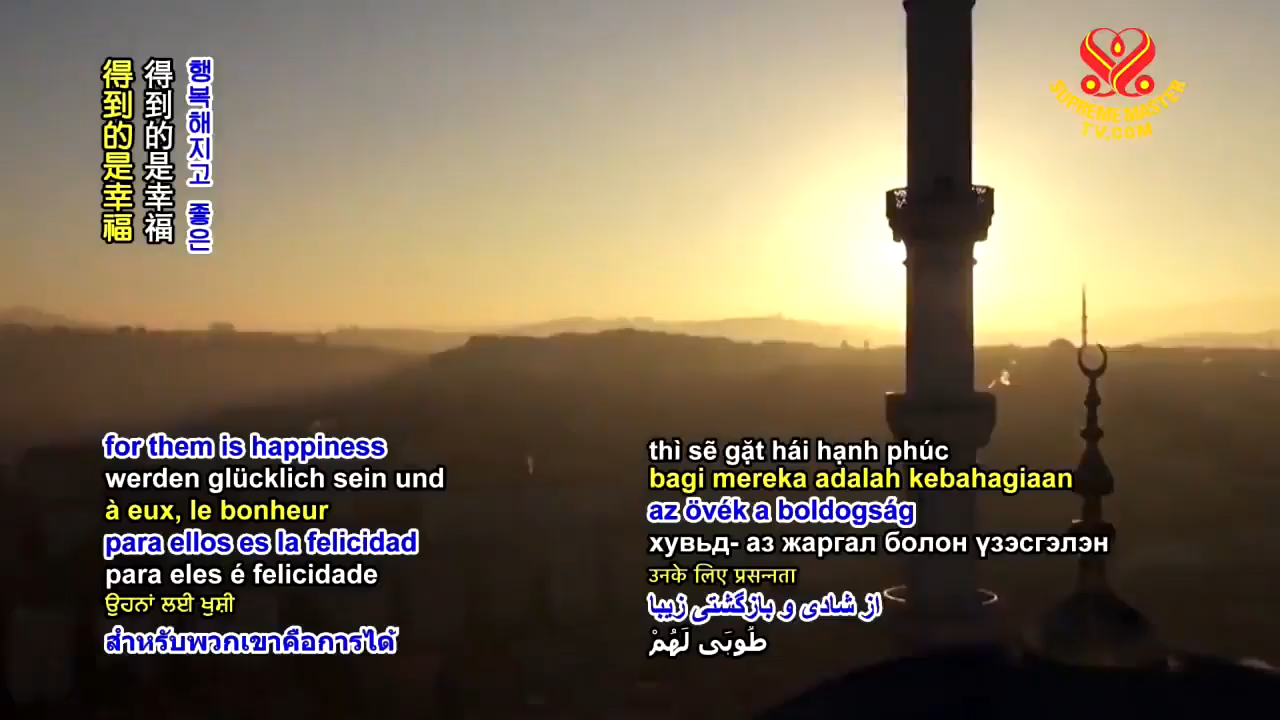 得到的是幸福
得到的是幸福
행복해지고 좋은
SUPREME MASTER
TV.COM
for them is happiness
werden glücklich sein und
à eux, le bonheur
para ellos es la felicidad
para eles é felicidade
ਉਹਨਾਂ ਲਈ ਖੁਸ਼ੀ
สำหรับพวกเขาคือการได้
thì sẽ gặt hái hạnh phúc
bagi mereka adalah kebahagiaan
az övék a boldogság
хувьд- аз жаргал болон үзэсгэлэн
उनके लिए प्रसन्नता
از شادی و بازگشتی زیبا
طُوبَى لَهُمْ